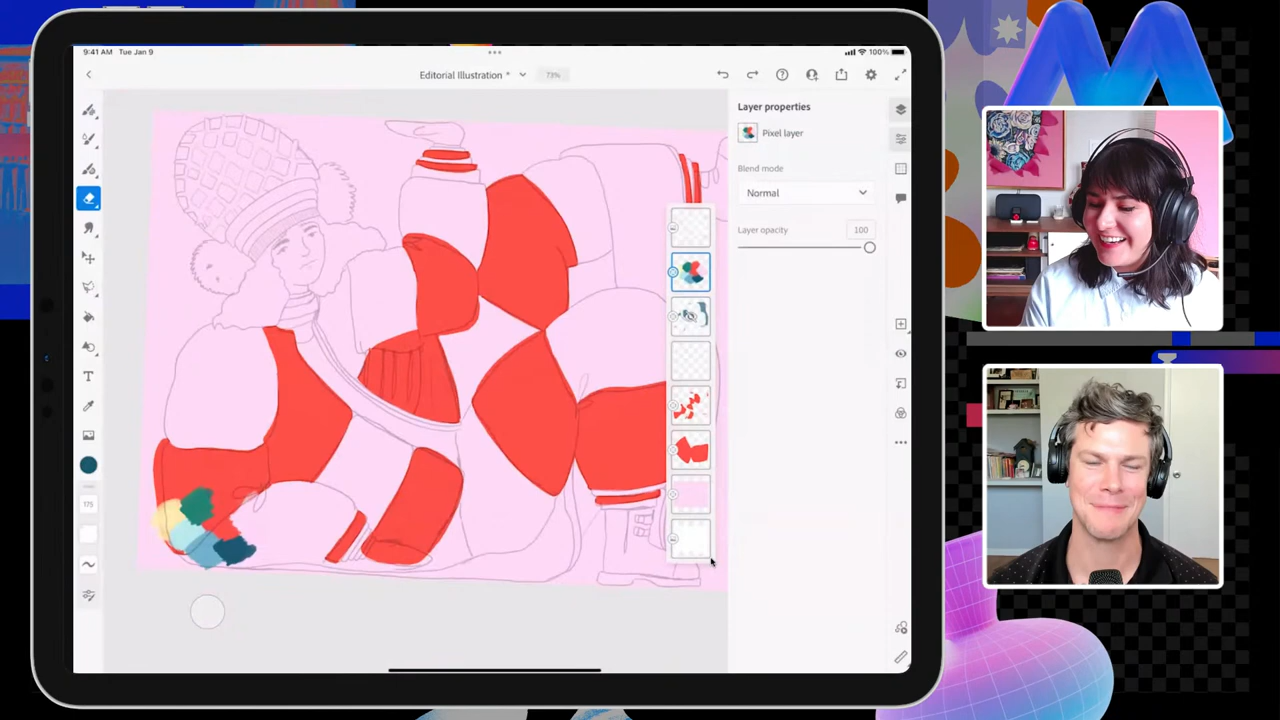 9:41 AM Tue Jan 9
100%
Editorial Illustration *
73%
Layer properties
Pixel layer
Blend mode
Normal
Layer opacity
100
T
175